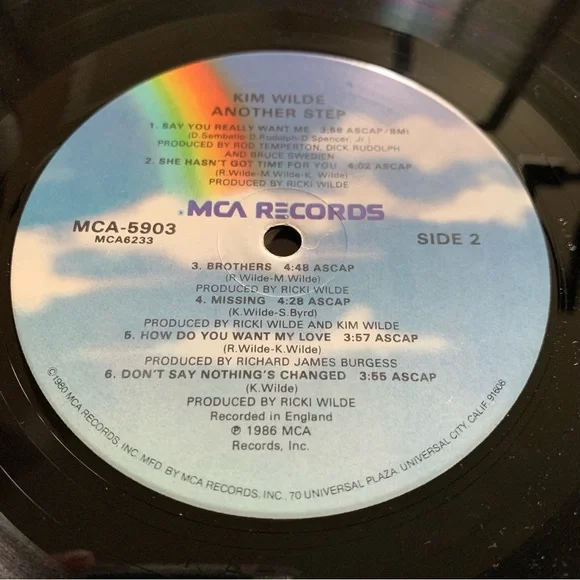 KIM WILDE
ANOTHER STEP
1. SAY YOU REALLY WANT ME 3:58 ASCAP/BMI
(D.Sembello-D.Rudolph-D.Spencer, Jr.)
PRODUCED BY ROD TEMPERTON, DICK RUDOLPH
AND BRUCE SWEDIEN
2. SHE HASN'T GOT TIME FOR YOU 4:02 ASCAP
(R.Wilde-M.Wilde-K. Wilde)
PRODUCED BY RICKI WILDE
MCA RECORDS
MCA-5903
MCA6233
SIDE 2
3. BROTHERS 4:48 ASCAP
(R.Wilde-M.Wilde)
PRODUCED BY RICKI WILDE
4. MISSING 4:28 ASCAP
(K.Wilde-S.Byrd)
PRODUCED BY RICKI WILDE AND KIM WILDE
5. HOW DO YOU WANT MY LOVE 3:57 ASCAP
(R.Wilde-K.Wilde)
PRODUCED BY RICHARD JAMES BURGESS
6. DON'T SAY NOTHING'S CHANGED 3:55 ASCAP
(K.Wilde)
PRODUCED BY RICKI WILDE
Recorded in England
℗ 1986 MCA
Records, Inc.
©1980 MCA RECORDS, INC. MFD. BY MCA RECORDS, INC., 70 UNIVERSAL PLAZA, UNIVERSAL CITY, CALIF. 91608